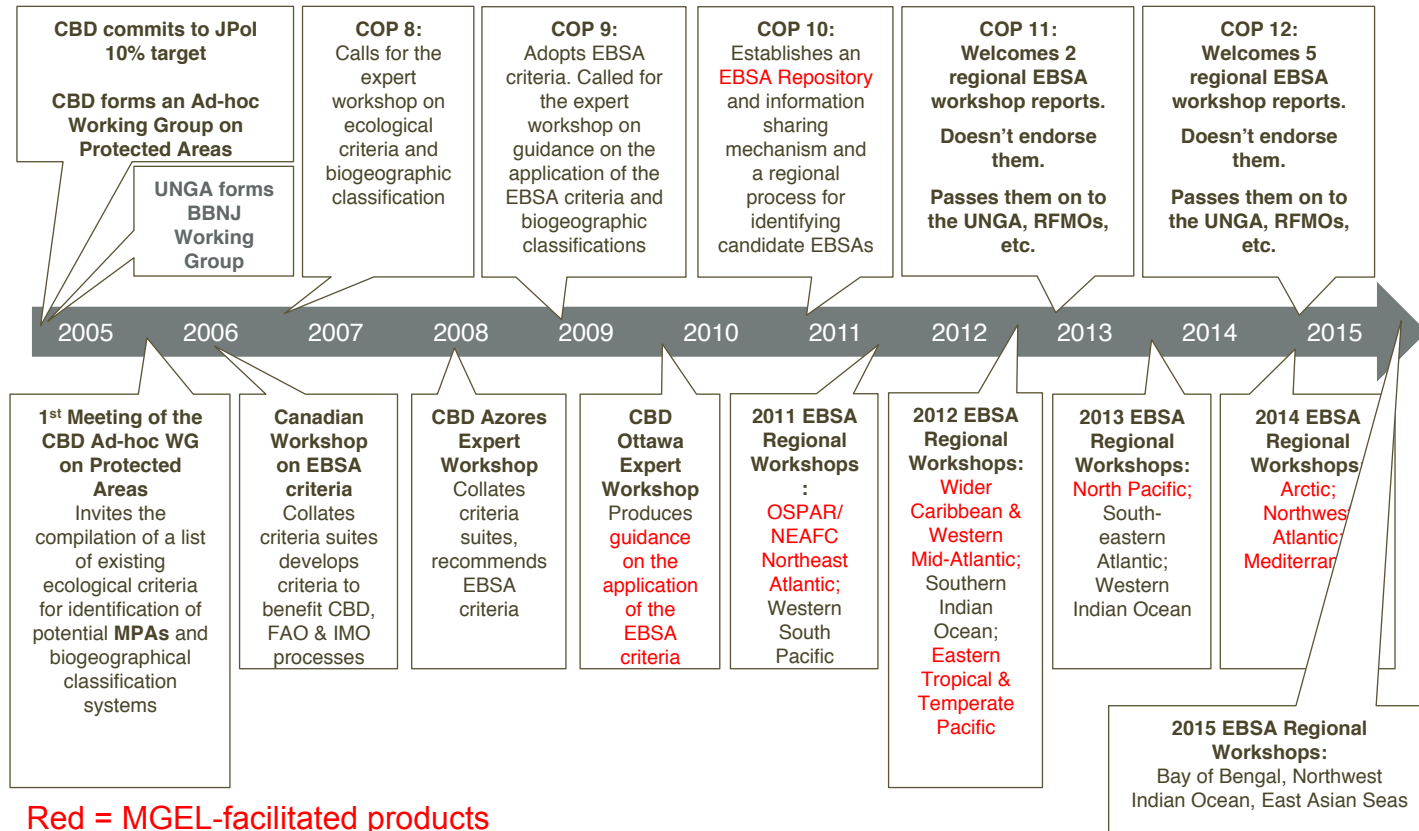 CBD commits to JPoI
10% target
CBD forms an Ad-hoc
Working Group on
Protected Areas
UNGA forms
BBNJ
Working
Group
COP 8:
Calls for the
expert
workshop on
ecological
criteria and
biogeographic
classification
COP 9:
Adopts EBSA
criteria. Called for
the expert
workshop on
guidance on the
application of the
EBSA criteria and
biogeographic
classifications
COP 10:
Establishes an
EBSA Repository
and information
sharing
mechanism and
a regional
process for
identifying
candidate EBSAs
COP 11:
Welcomes 2
regional EBSA
workshop reports.
Doesn't endorse
them.
Passes them on to
the UNGA, RFMOs,
etc.
COP 12:
Welcomes 5
regional EBSA
workshop reports.
Doesn't endorse
them.
Passes them on to
the UNGA, RFMOs,
etc.
2005 2006 2007 2008 2009 2010 2011 2012 2013 2014 2015
1st Meeting of the
CBD Ad-hoc WG
on Protected
Areas
Invites the
compilation of a list
of existing
ecological criteria
for identification of
potential MPAs and
biogeographical
classification
systems
Canadian
Workshop
on EBSA
criteria
Collates
criteria suites
develops
criteria to
benefit CBD,
FAO & IMO
processes
CBD Azores
Expert
Workshop
Collates
criteria
suites,
recommends
EBSA
criteria
CBD
Ottawa
Expert
Workshop
Produces
guidance
on the
application
of the
EBSA
criteria
2011 EBSA
Regional
Workshops
:
OSPAR/
NEAFC
Northeast
Atlantic;
Western
South
Pacific
2012 EBSA
Regional
Workshops:
Wider
Caribbean &
Western
Mid-Atlantic;
Southern
Indian
Ocean;
Eastern
Tropical &
Temperate
Pacific
2013 EBSA
Regional
Workshops:
North Pacific;
South-
eastern
Atlantic;
Western
Indian Ocean
2014 EBSA
Regional
Workshops
Arctic;
Northwest
Atlantic;
Mediterran
2015 EBSA Regional
Workshops:
Bay of Bengal, Northwest
Indian Ocean, East Asian Seas
Red = MGEL-facilitated products